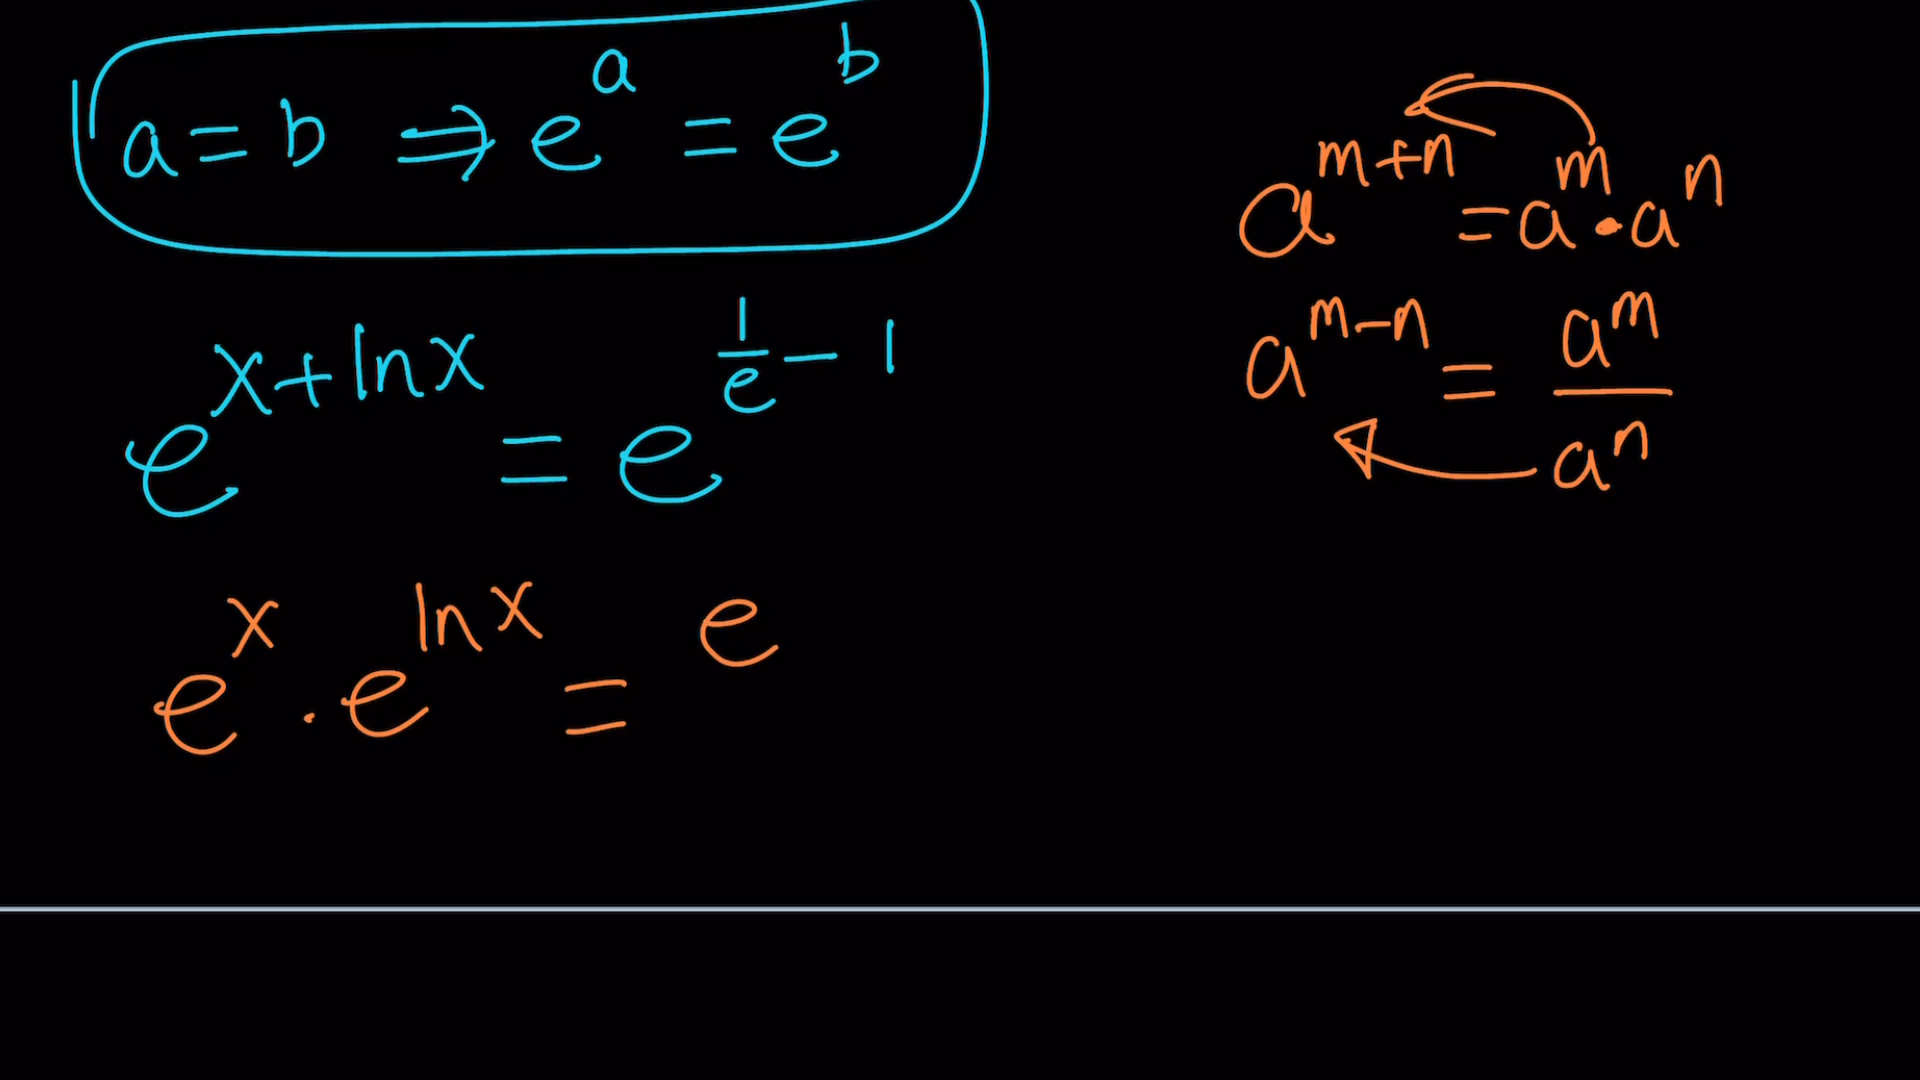 a = b ⇒ e^a = e^b
e^(x+lnx) = e^(1/e − 1)
e^x · e^(lnx) = e
a^(m+n) = a^m · a^n
a^(m−n) = a^m / a^n